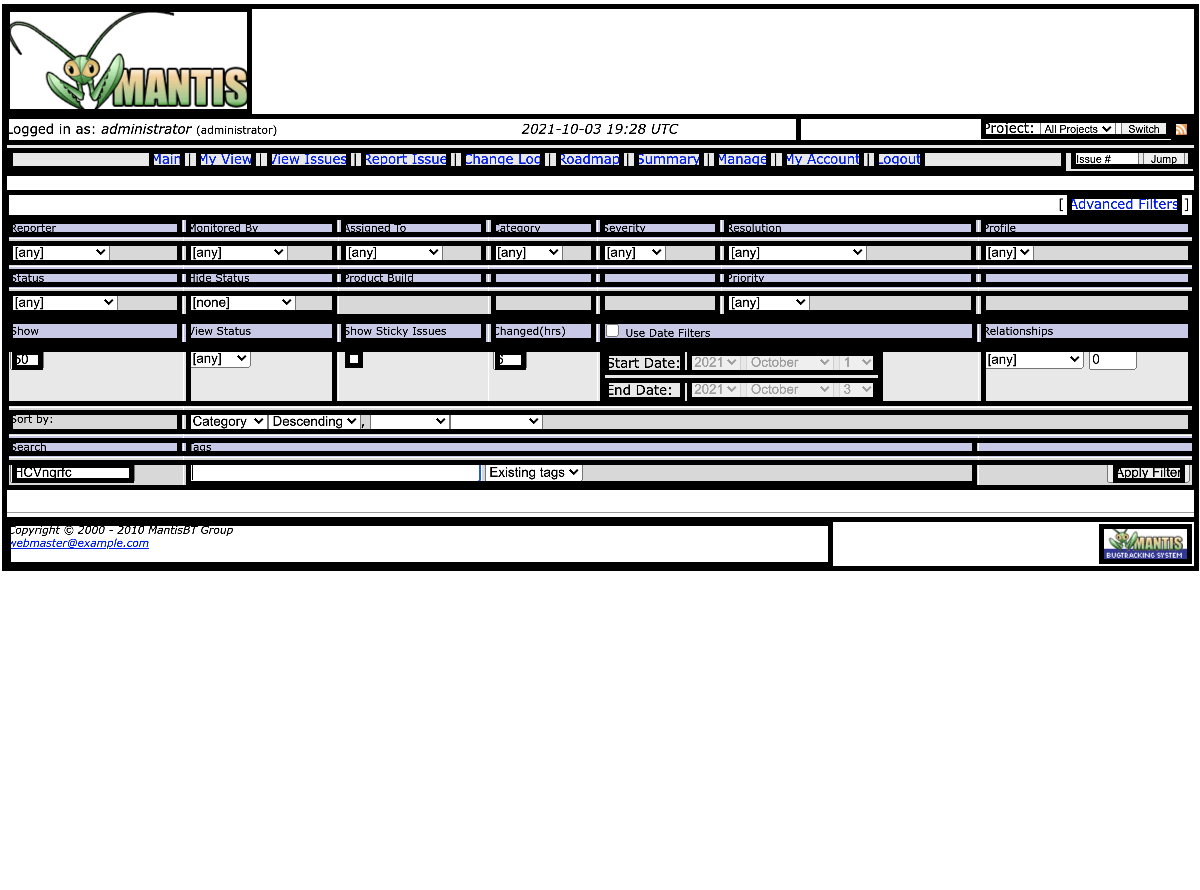 MANTIS
Logged in as: administrator (administrator) 2021-10-03 19:28 UTC Project: All Projects Switch
Main | My View | View Issues | Report Issue | Change Log | Roadmap | Summary | Manage | My Account | Logout Issue # Jump
[ Advanced Filters ]
Reporter Monitored By Assigned To Category Severity Resolution Profile
[any] [any] [any] [any] [any] [any] [any]
Status Hide Status Product Build Priority
[any] [none] [any]
Show View Status Show Sticky Issues Changed(hrs) Use Date Filters Relationships
50 [any] [any] 0
Start Date: 2021 October 1
End Date: 2021 October 3
Sort by: Category Descending ,
Search Tags
Existing tags Apply Filter
Copyright © 2000 - 2010 MantisBT Group
webmaster@example.com
MANTIS
BUGTRACKING SYSTEM